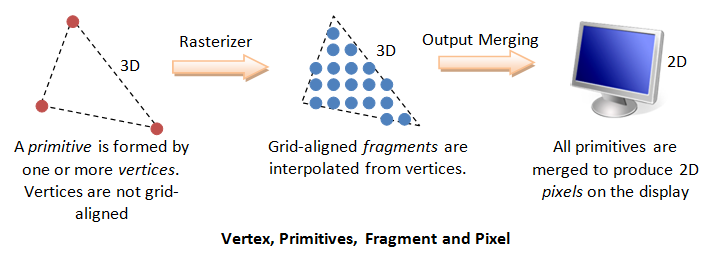 3D
Rasterizer
3D
Output Merging
2D
A primitive is formed by
one or more vertices.
Vertices are not grid-
aligned
Grid-aligned fragments are
interpolated from vertices.
All primitives are
merged to produce 2D
pixels on the display
Vertex, Primitives, Fragment and Pixel